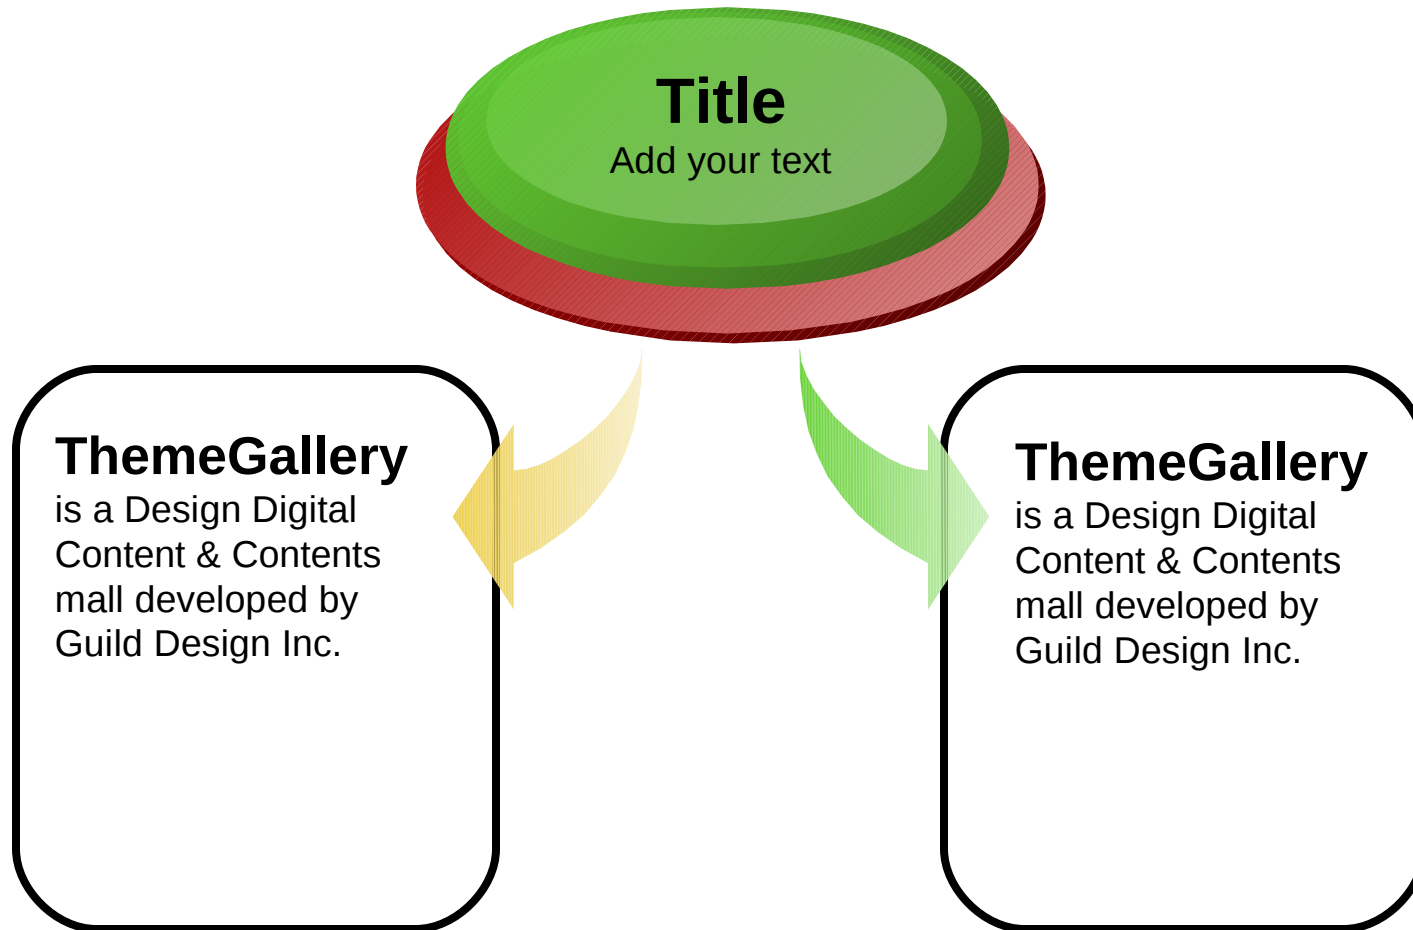 Title
Add your text
ThemeGallery
is a Design Digital
Content & Contents
mall developed by
Guild Design Inc.
ThemeGallery
is a Design Digital
Content & Contents
mall developed by
Guild Design Inc.